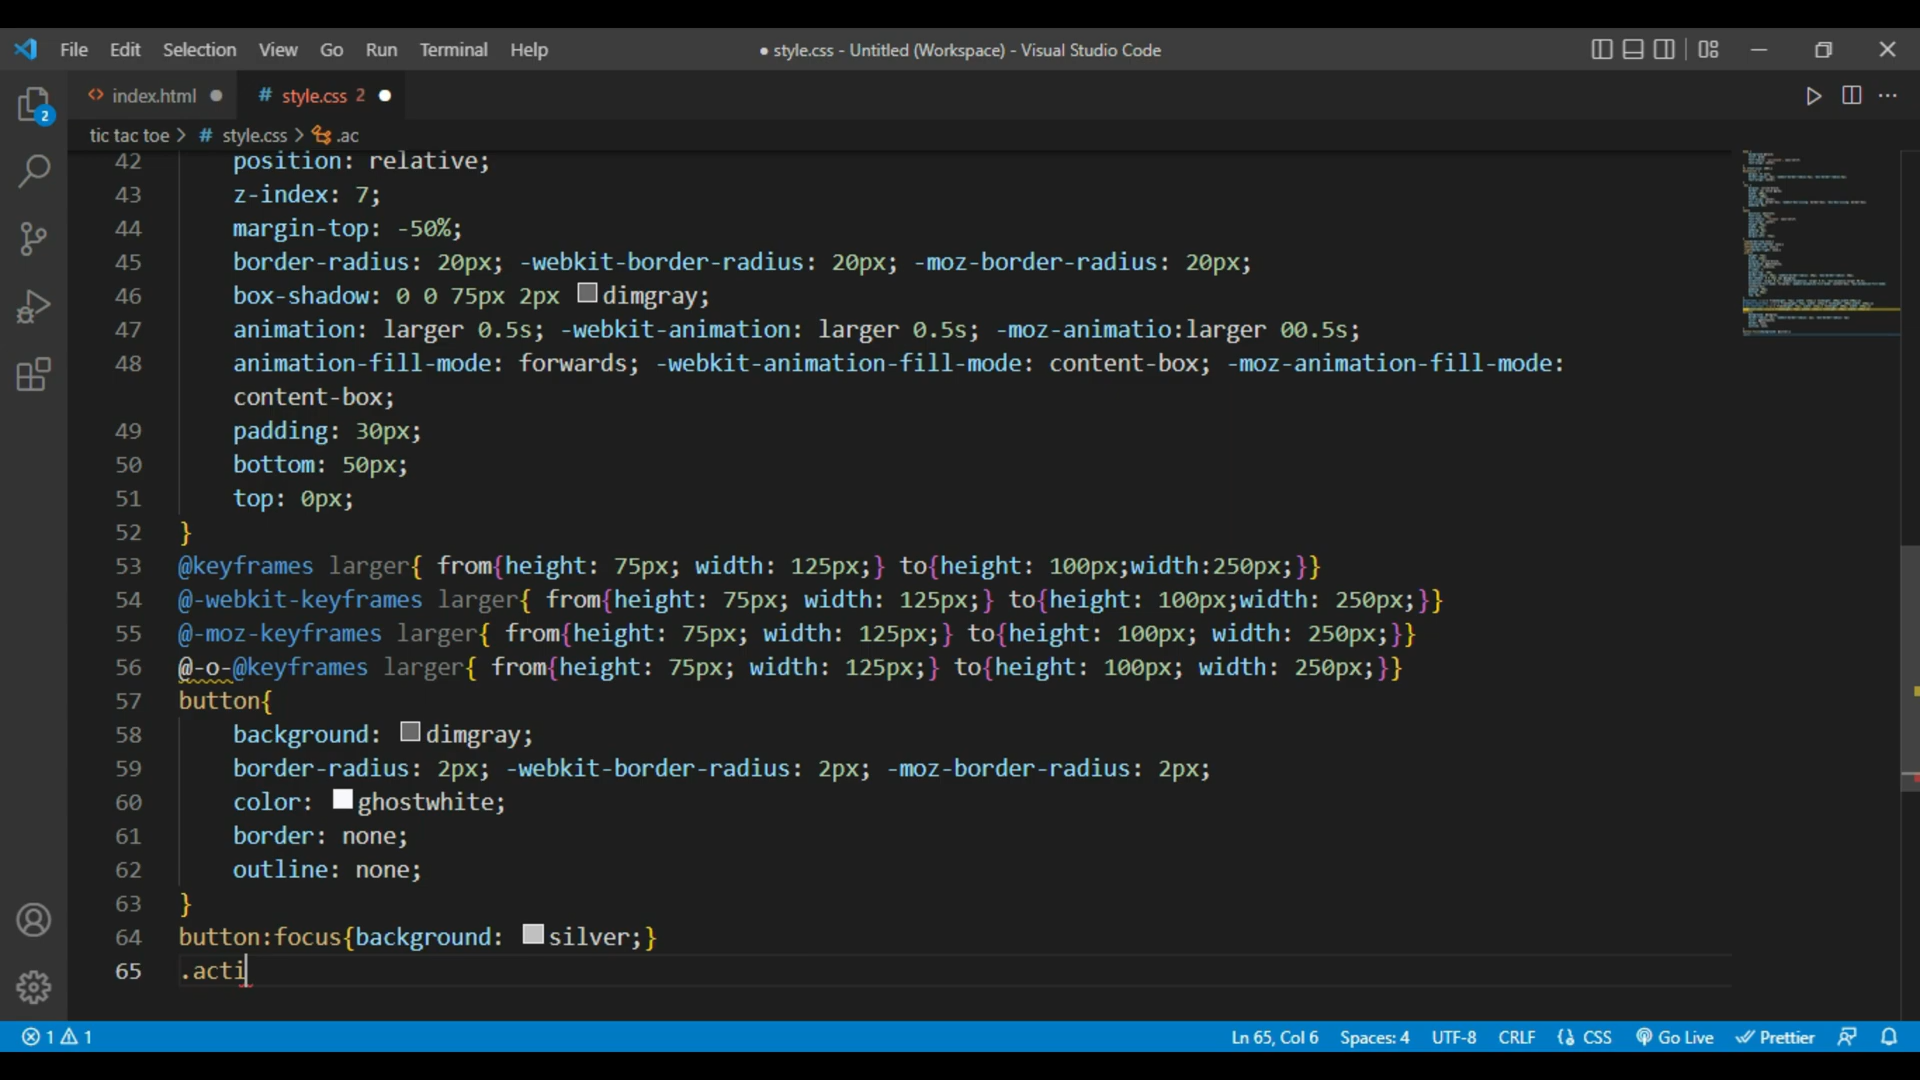 File Edit Selection View Go Run Terminal Help
● style.css - Untitled (Workspace) - Visual Studio Code
<> index.html ● # style.css 2 ●
2
tic tac toe > # style.css > .ac
42 position: relative;
43 z-index: 7;
44 margin-top: -50%;
45 border-radius: 20px; -webkit-border-radius: 20px; -moz-border-radius: 20px;
46 box-shadow: 0 0 75px 2px dimgray;
47 animation: larger 0.5s; -webkit-animation: larger 0.5s; -moz-animatio:larger 00.5s;
48 animation-fill-mode: forwards; -webkit-animation-fill-mode: content-box; -moz-animation-fill-mode:
content-box;
49 padding: 30px;
50 bottom: 50px;
51 top: 0px;
52 }
53 @keyframes larger{ from{height: 75px; width: 125px;} to{height: 100px;width:250px;}}
54 @-webkit-keyframes larger{ from{height: 75px; width: 125px;} to{height: 100px;width: 250px;}}
55 @-moz-keyframes larger{ from{height: 75px; width: 125px;} to{height: 100px; width: 250px;}}
56 @-o-@keyframes larger{ from{height: 75px; width: 125px;} to{height: 100px; width: 250px;}}
57 button{
58 background: dimgray;
59 border-radius: 2px; -webkit-border-radius: 2px; -moz-border-radius: 2px;
60 color: ghostwhite;
61 border: none;
62 outline: none;
63 }
64 button:focus{background: silver;}
65 .acti
1 1 Ln 65, Col 6 Spaces: 4 UTF-8 CRLF {} CSS Go Live Prettier